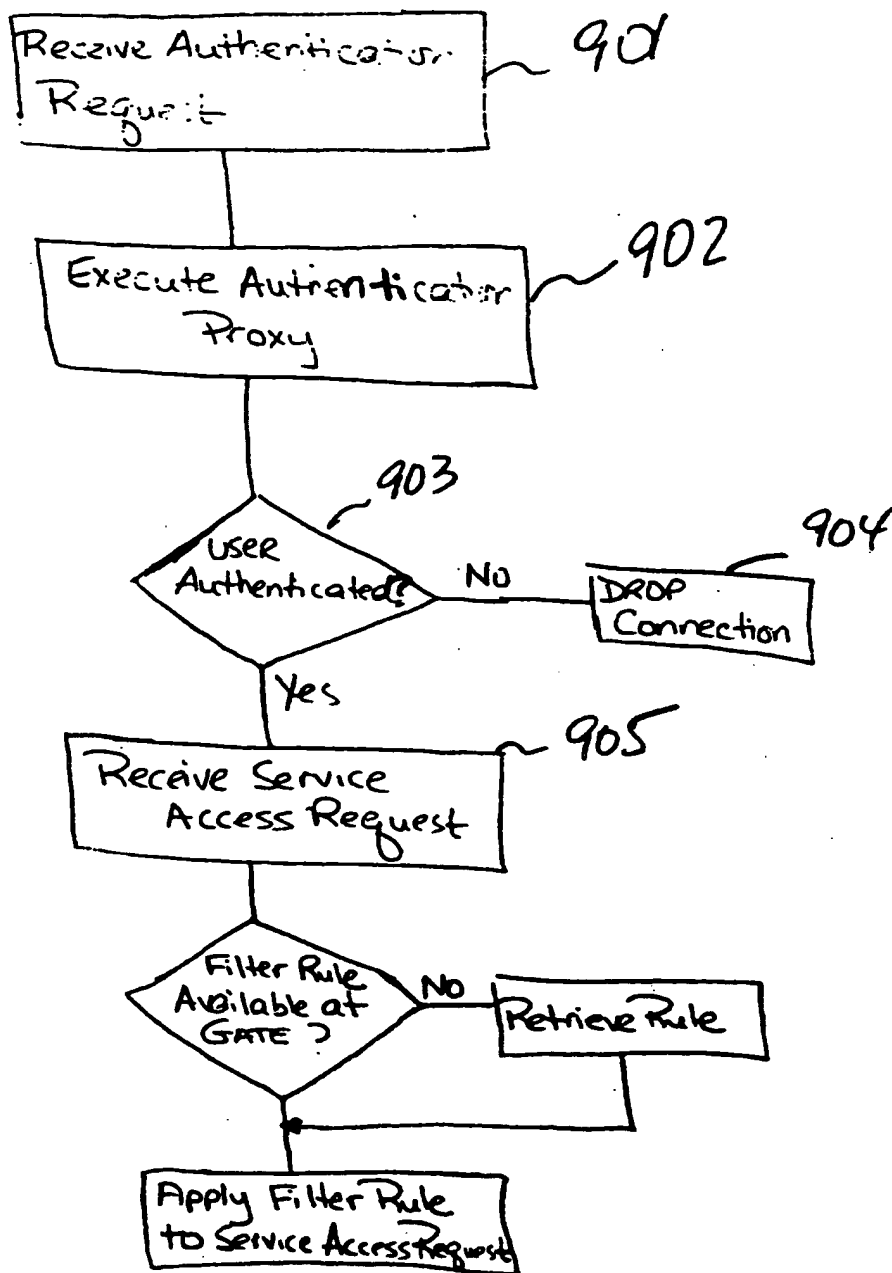 Receive Authentication
Request
901
Execute Authentication
Proxy
902
903
USER
Authenticated?
No
904
DROP
Connection
Yes
905
Receive Service
Access Request
Filter Rule
Available at
GATE ?
No
Retrieve Rule
Apply Filter Rule
to Service Access Request